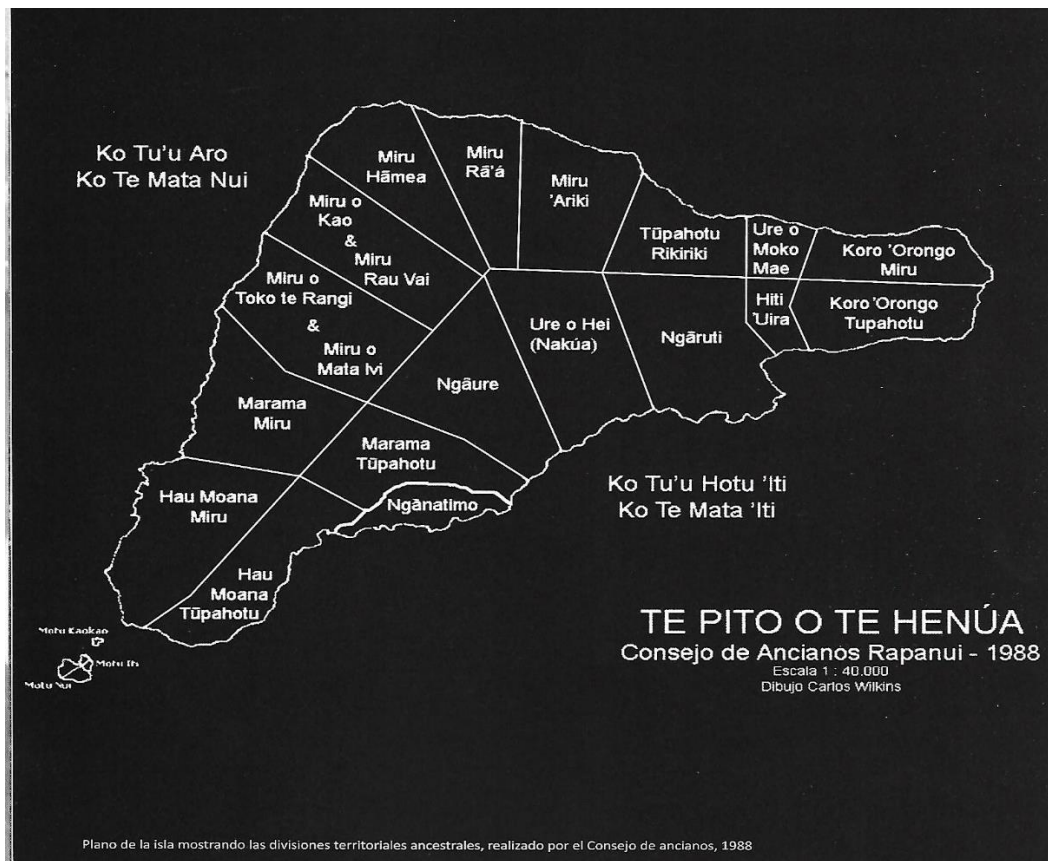 Ko Tu'u Aro
Ko Te Mata Nui
Miru
Hāmea
Miru
Rā'á
Miru
'Ariki
Miru o
Kao
&
Miru
Rau Vai
Tūpahotu
Rikiriki
Ure o
Moko
Mae
Koro 'Orongo
Miru
Miru o
Toko te Rangi
&
Miru o
Mata Ivi
Hiti
'Uira
Koro 'Orongo
Tupahotu
Ure o Hei
(Nakúa)
Ngāruti
Ngāure
Marama
Miru
Marama
Tūpahotu
Hau Moana
Miru
Ngānatimo
Ko Tu'u Hotu 'Iti
Ko Te Mata 'Iti
Hau
Moana
Tūpahotu
Motu Kaokao
Motu Iti
Motu Nui
TE PITO O TE HENÚA
Consejo de Ancianos Rapanui - 1988
Escala 1 : 40.000
Dibujo Carlos Wilkins
Plano de la isla mostrando las divisiones territoriales ancestrales, realizado por el Consejo de ancianos, 1988